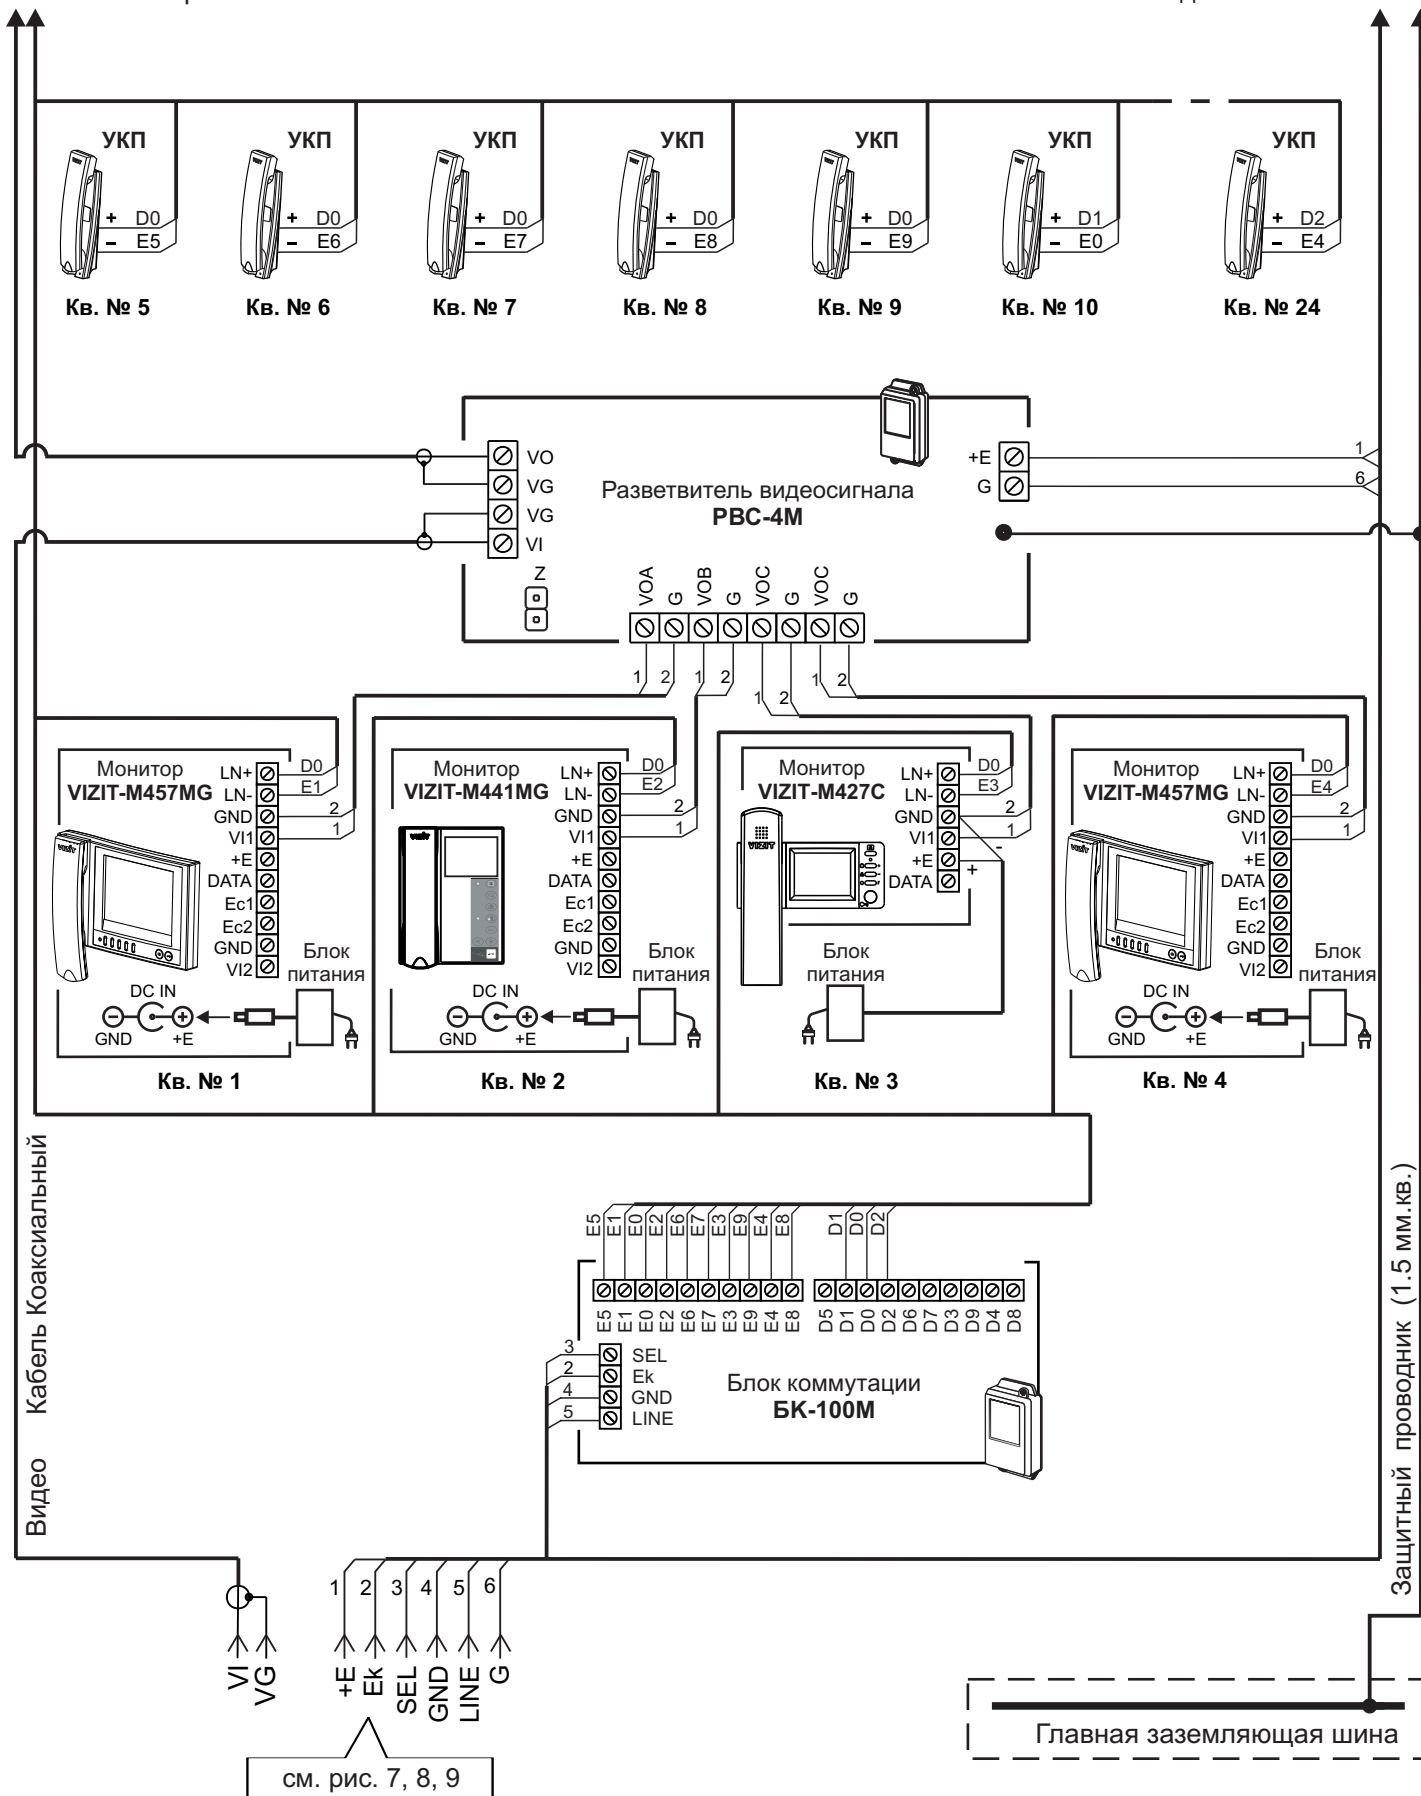 УКП
УКП
УКП
УКП
УКП
УКП
УКП
+ D0
− E5
+ D0
− E6
+ D0
− E7
+ D0
− E8
+ D0
− E9
+ D1
− E0
+ D2
− E4
Кв. № 5
Кв. № 6
Кв. № 7
Кв. № 8
Кв. № 9
Кв. № 10
Кв. № 24
VO
VG
VG
VI
Z
Разветвитель видеосигнала
РВС-4М
+E
G
1
6
VOA
G
VOB
G
VOC
G
VOC
G
1 2 1 2 1 2 1 2
Монитор
VIZIT-M457MG
LN+ D0
LN- E1
GND 2
VI1 1
+E
DATA
Ec1
Ec2
GND
VI2
Блок
питания
DC IN
GND
+E
Кв. № 1
Монитор
VIZIT-M441MG
LN+ D0
LN- E2
GND 2
VI1 1
+E
DATA
Ec1
Ec2
GND
VI2
VIZIT
Блок
питания
DC IN
GND
+E
Кв. № 2
Монитор
VIZIT-M427C
LN+ D0
LN- E3
GND 2
VI1 1
-
+E +
DATA
VIZIT
Блок
питания
Кв. № 3
Монитор
VIZIT-M457MG
LN+ D0
LN- E4
GND 2
VI1 1
+E
DATA
Ec1
Ec2
GND
VI2
Блок
питания
DC IN
GND
+E
Кв. № 4
Видео Кабель Коаксиальный
Защитный проводник (1.5 мм.кв.)
E5 E1 E0 E2 E6 E7 E3 E9 E4 E8
D1 D0 D2
E5 E1 E0 E2 E6 E7 E3 E9 E4 E8
D5 D1 D0 D2 D6 D7 D3 D9 D4 D8
3 SEL
2 Ek
4 GND
5 LINE
Блок коммутации
БК-100М
1 2 3 4 5 6
VI
VG
+E
Ek
SEL
GND
LINE
G
см. рис. 7, 8, 9
Главная заземляющая шина